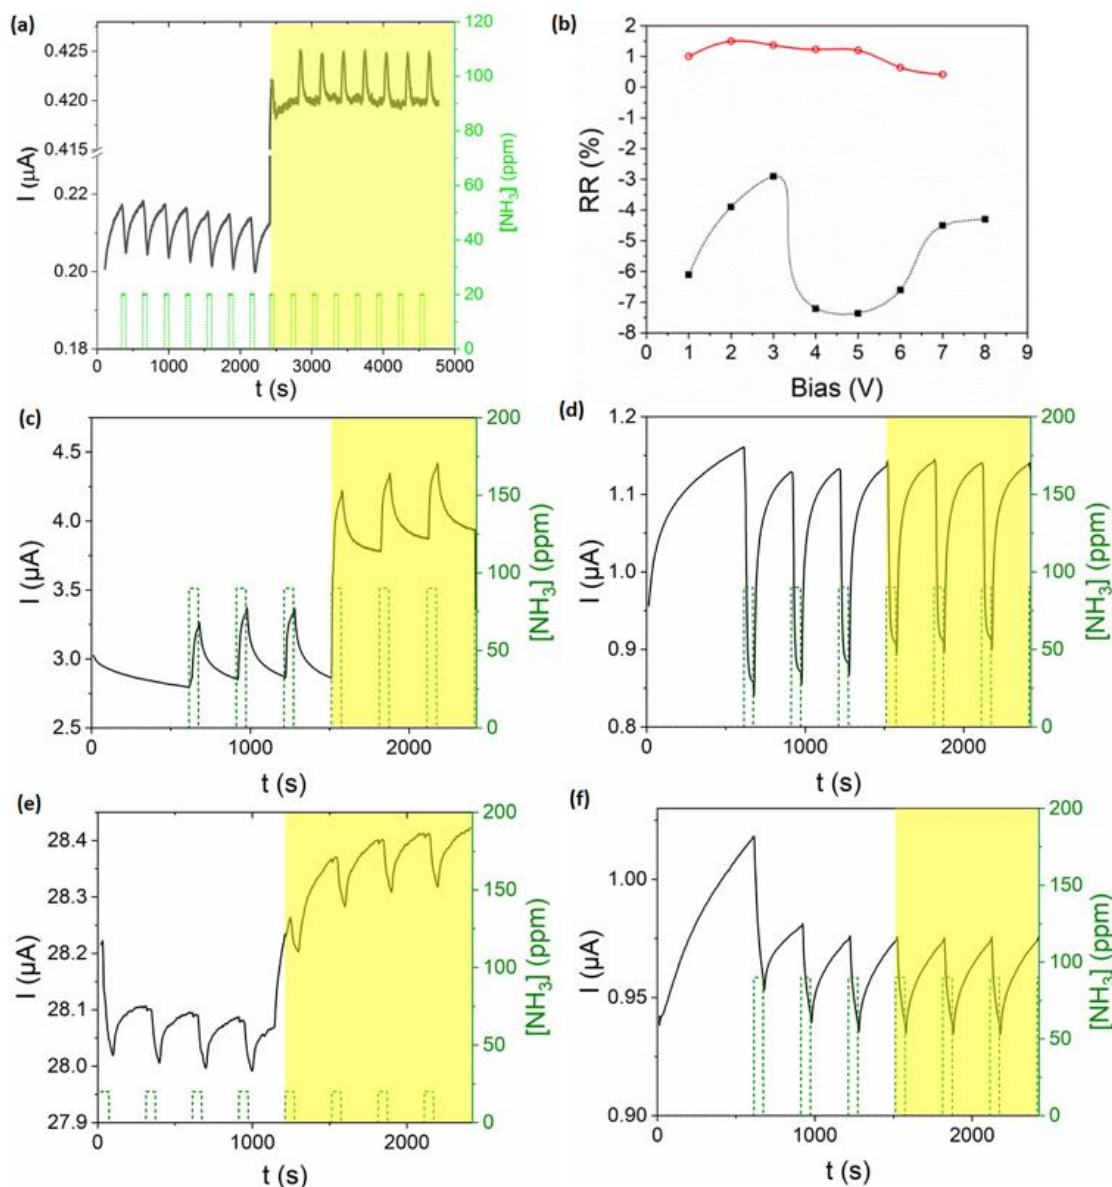 (a)
I (µA)
0.425
0.420
0.415
0.22
0.21
0.20
0.18
0 1000 2000 3000 4000 5000
t (s)
120
100
80
60
40
20
0
[NH3] (ppm)
(b)
RR (%)
2
1
0
-1
-2
-3
-4
-5
-6
-7
-8
0 1 2 3 4 5 6 7 8 9
Bias (V)
(c)
I (µA)
4.5
4.0
3.5
3.0
2.5
0 1000 2000
t (s)
200
150
100
50
0
[NH3] (ppm)
(d)
I (µA)
1.2
1.1
1.0
0.9
0.8
0 1000 2000
t (s)
200
150
100
50
0
[NH3] (ppm)
(e)
I (µA)
28.4
28.3
28.2
28.1
28.0
27.9
0 1000 2000
t (s)
200
150
100
50
0
[NH3] (ppm)
(f)
I (µA)
1.00
0.95
0.90
0 1000 2000
t (s)
200
150
100
50
0
[NH3] (ppm)